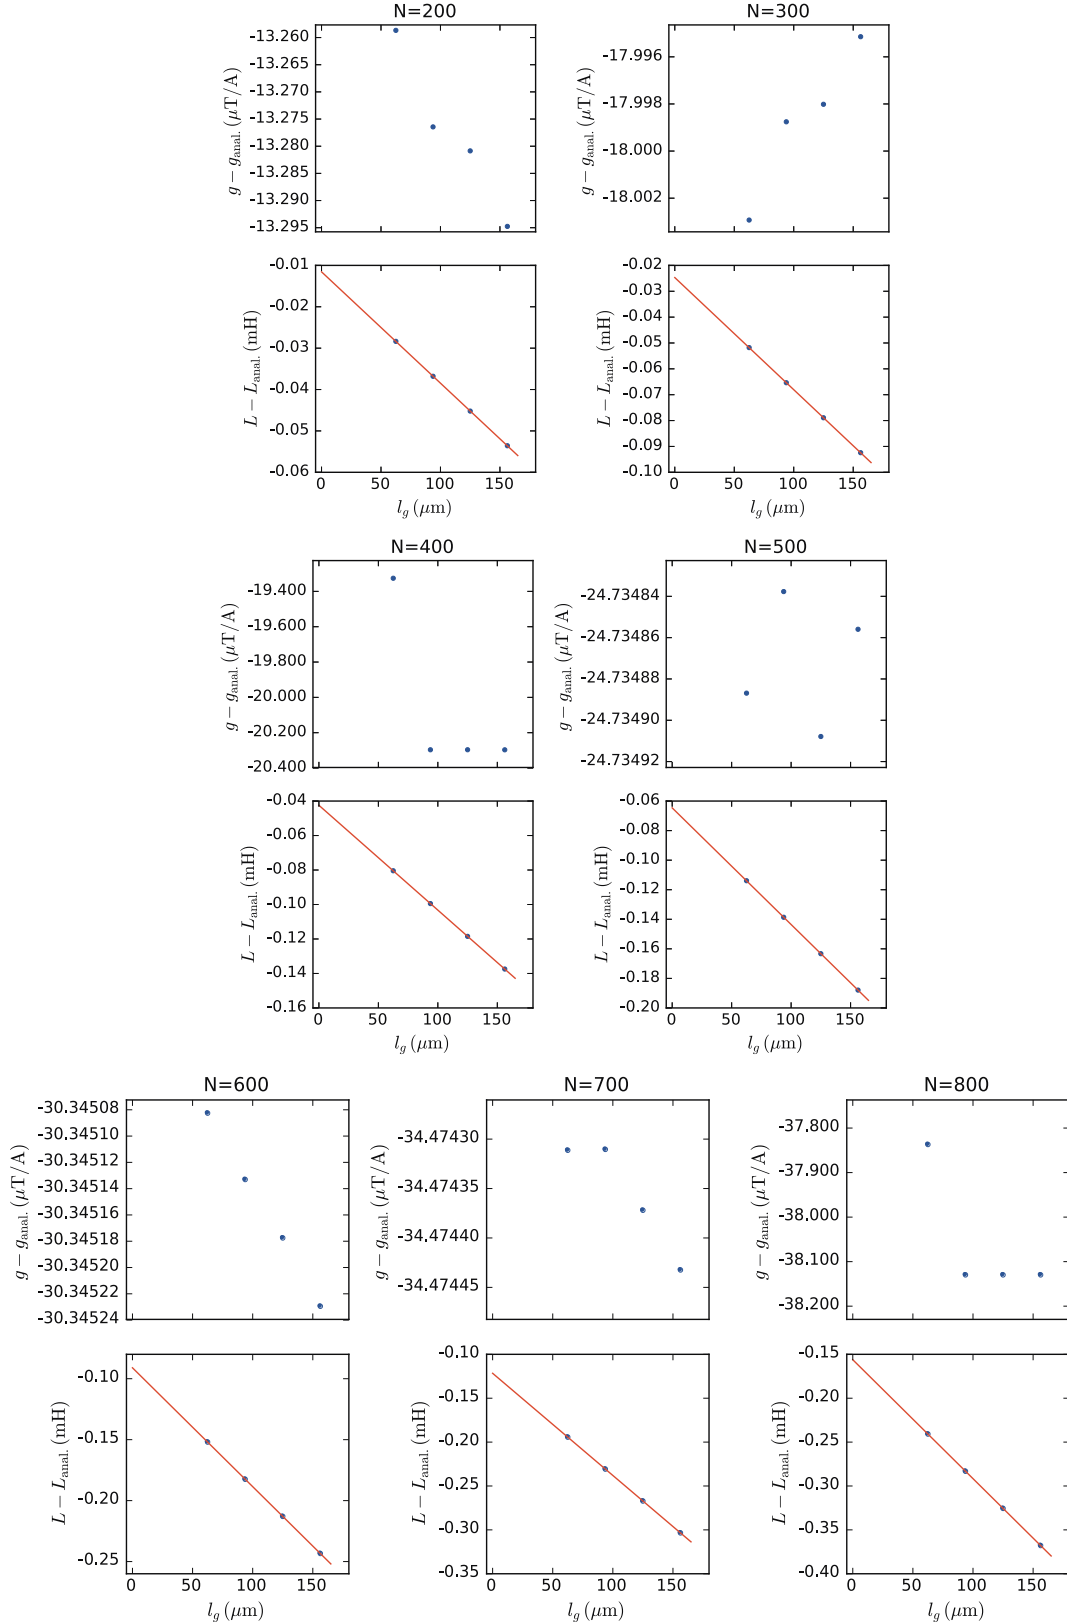 N=200
N=300
-13.260
-13.265
-13.270
-13.275
-13.280
-13.285
-13.290
-13.295
g − g_anal. (μT/A)
-17.996
-17.998
-18.000
-18.002
g − g_anal. (μT/A)
-0.01
-0.02
-0.03
-0.04
-0.05
-0.06
L − L_anal. (mH)
0 50 100 150
l_g (μm)
-0.02
-0.03
-0.04
-0.05
-0.06
-0.07
-0.08
-0.09
-0.10
L − L_anal. (mH)
0 50 100 150
l_g (μm)
N=400
N=500
-19.400
-19.600
-19.800
-20.000
-20.200
-20.400
g − g_anal. (μT/A)
-24.73484
-24.73486
-24.73488
-24.73490
-24.73492
g − g_anal. (μT/A)
-0.04
-0.06
-0.08
-0.10
-0.12
-0.14
-0.16
L − L_anal. (mH)
0 50 100 150
l_g (μm)
-0.06
-0.08
-0.10
-0.12
-0.14
-0.16
-0.18
-0.20
L − L_anal. (mH)
0 50 100 150
l_g (μm)
N=600
N=700
N=800
-30.34508
-30.34510
-30.34512
-30.34514
-30.34516
-30.34518
-30.34520
-30.34522
-30.34524
g − g_anal. (μT/A)
-34.47430
-34.47435
-34.47440
-34.47445
g − g_anal. (μT/A)
-37.800
-37.900
-38.000
-38.100
-38.200
g − g_anal. (μT/A)
-0.10
-0.15
-0.20
-0.25
L − L_anal. (mH)
0 50 100 150
l_g (μm)
-0.10
-0.15
-0.20
-0.25
-0.30
-0.35
L − L_anal. (mH)
0 50 100 150
l_g (μm)
-0.15
-0.20
-0.25
-0.30
-0.35
-0.40
L − L_anal. (mH)
0 50 100 150
l_g (μm)